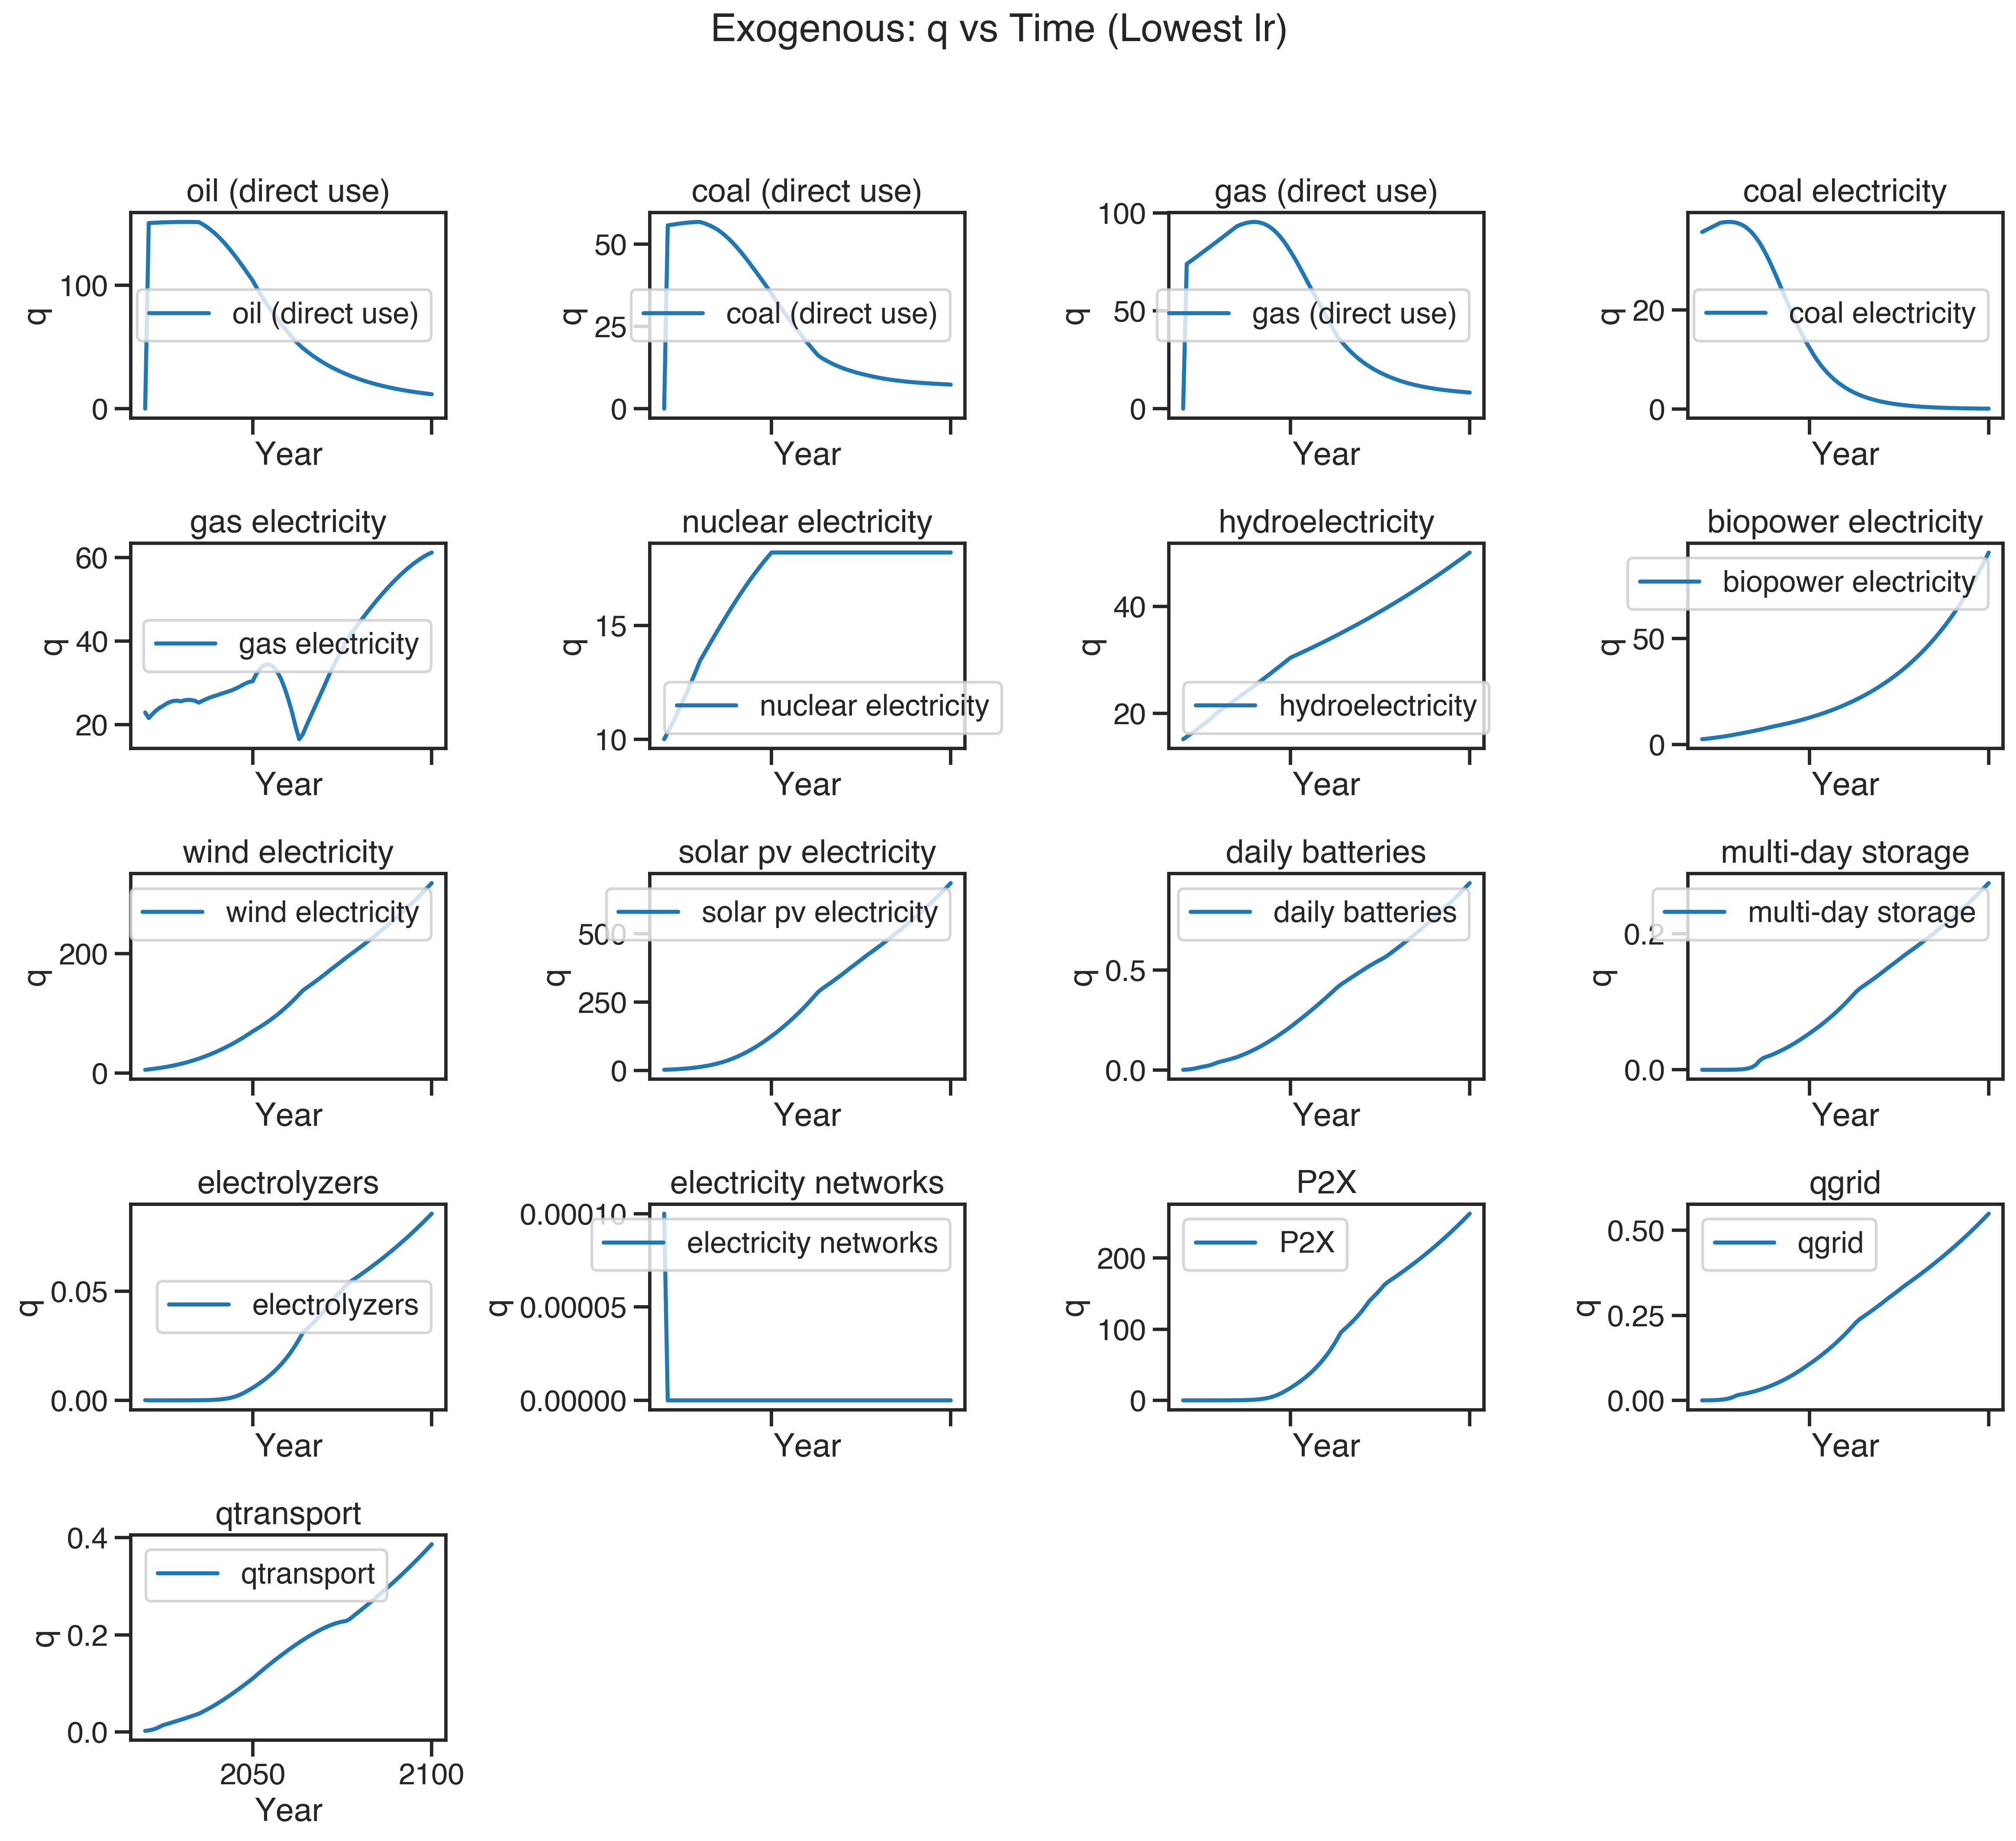 Exogenous: q vs Time (Lowest lr)
oil (direct use)
100
0
q
oil (direct use)
Year
coal (direct use)
50
25
0
q
coal (direct use)
Year
gas (direct use)
100
50
0
q
gas (direct use)
Year
coal electricity
20
0
q
coal electricity
Year
gas electricity
60
40
20
q
gas electricity
Year
nuclear electricity
15
10
q
nuclear electricity
Year
hydroelectricity
40
20
q
hydroelectricity
Year
biopower electricity
50
0
q
biopower electricity
Year
wind electricity
200
0
q
wind electricity
Year
solar pv electricity
500
250
0
q
solar pv electricity
Year
daily batteries
0.5
0.0
q
daily batteries
Year
multi-day storage
0.2
0.0
q
multi-day storage
Year
electrolyzers
0.05
0.00
q
electrolyzers
Year
electricity networks
0.00010
0.00005
0.00000
q
electricity networks
Year
P2X
200
100
0
q
P2X
Year
qgrid
0.50
0.25
0.00
q
qgrid
Year
qtransport
0.4
0.2
0.0
q
qtransport
2050 2100
Year